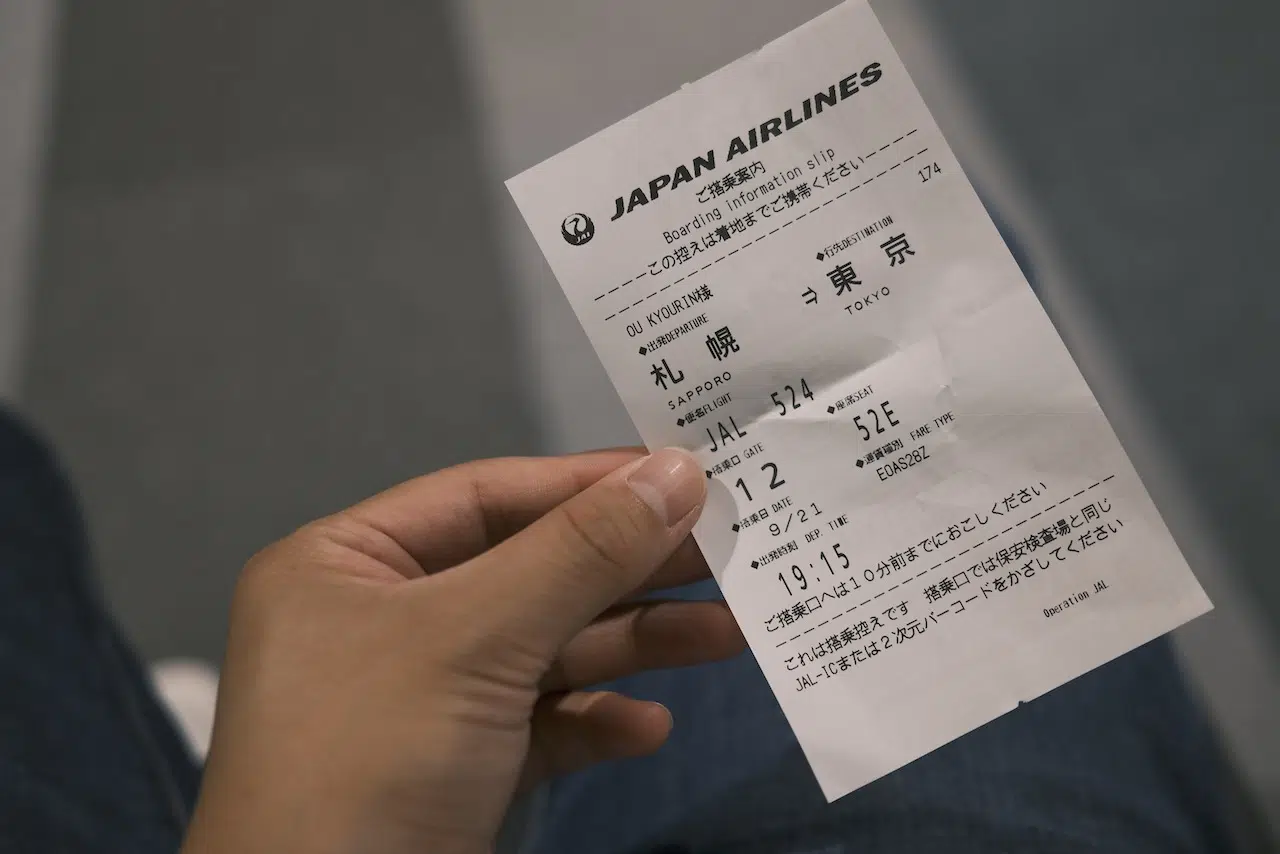 JAPAN AIRLINES
JAL
ご搭乗案内
Boarding information slip
この控えは着地までご携帯ください
174
OU KYOURIN様
◆出発DEPARTURE ◆行先DESTINATION
札幌 ⇒ 東京
SAPPORO TOKYO
◆便名FLIGHT ◆座席SEAT
JAL 524 52E
◆搭乗口 GATE ◆運賃種別 FARE TYPE
12 E0AS28Z
◆搭乗日 DATE
9/21
◆出発時刻 DEP. TIME
19:15
ご搭乗口へは10分前までにおこしください
これは搭乗控えです 搭乗口では保安検査場と同じ
JAL-ICまたは2次元バーコードをかざしてください
Operation JAL